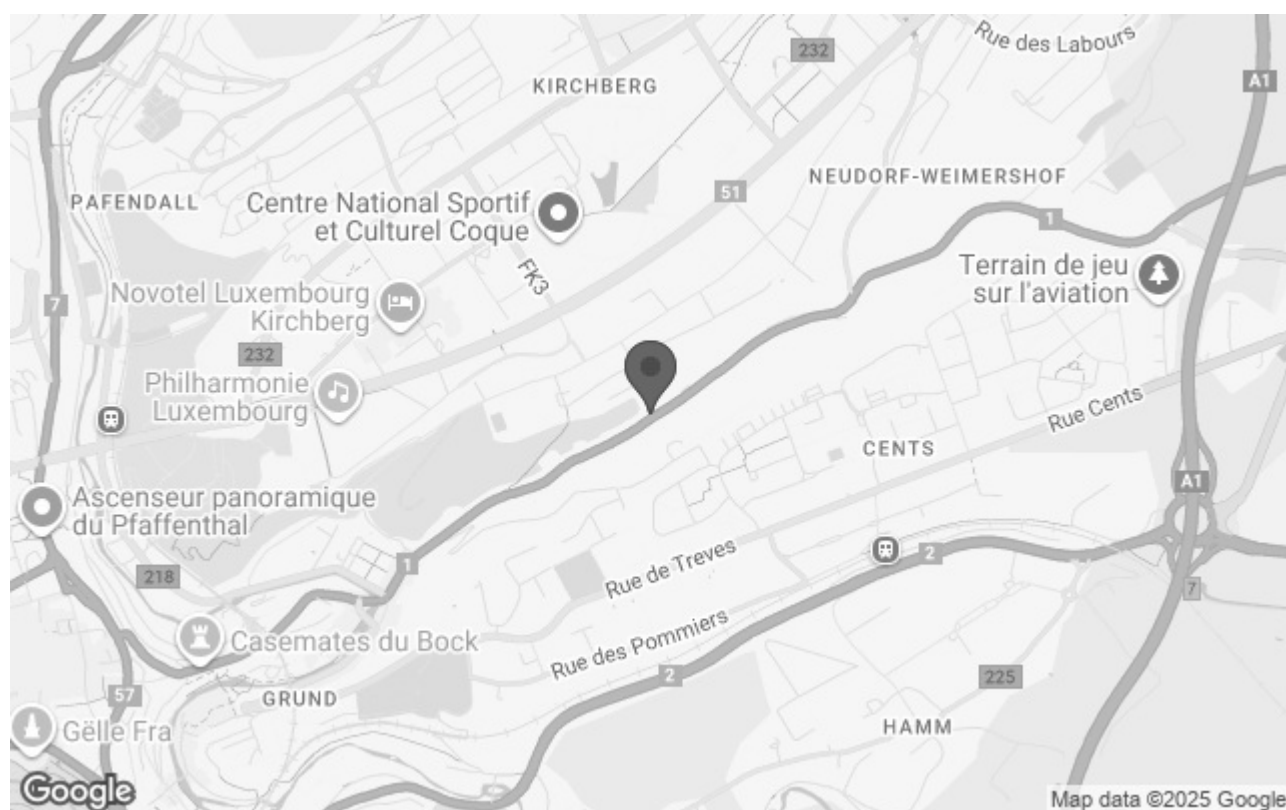 Rue des Labours
232
KIRCHBERG
A1
NEUDORF-WEIMERSHOF
51
PAFENDALL
Centre National Sportif
et Culturel Coque
1
FK3
Terrain de jeu
sur l'aviation
Novotel Luxembourg
Kirchberg
7
232
Philharmonie
Luxembourg
Rue Cents
CENTS
A1
Ascenseur panoramique
du Pfaffenthal
Rue de Treves
2
1
218
7
Rue des Pommiers
Casemates du Bock
2
225
57
GRUND
HAMM
Gëlle Fra
Google
Map data ©2025 Google